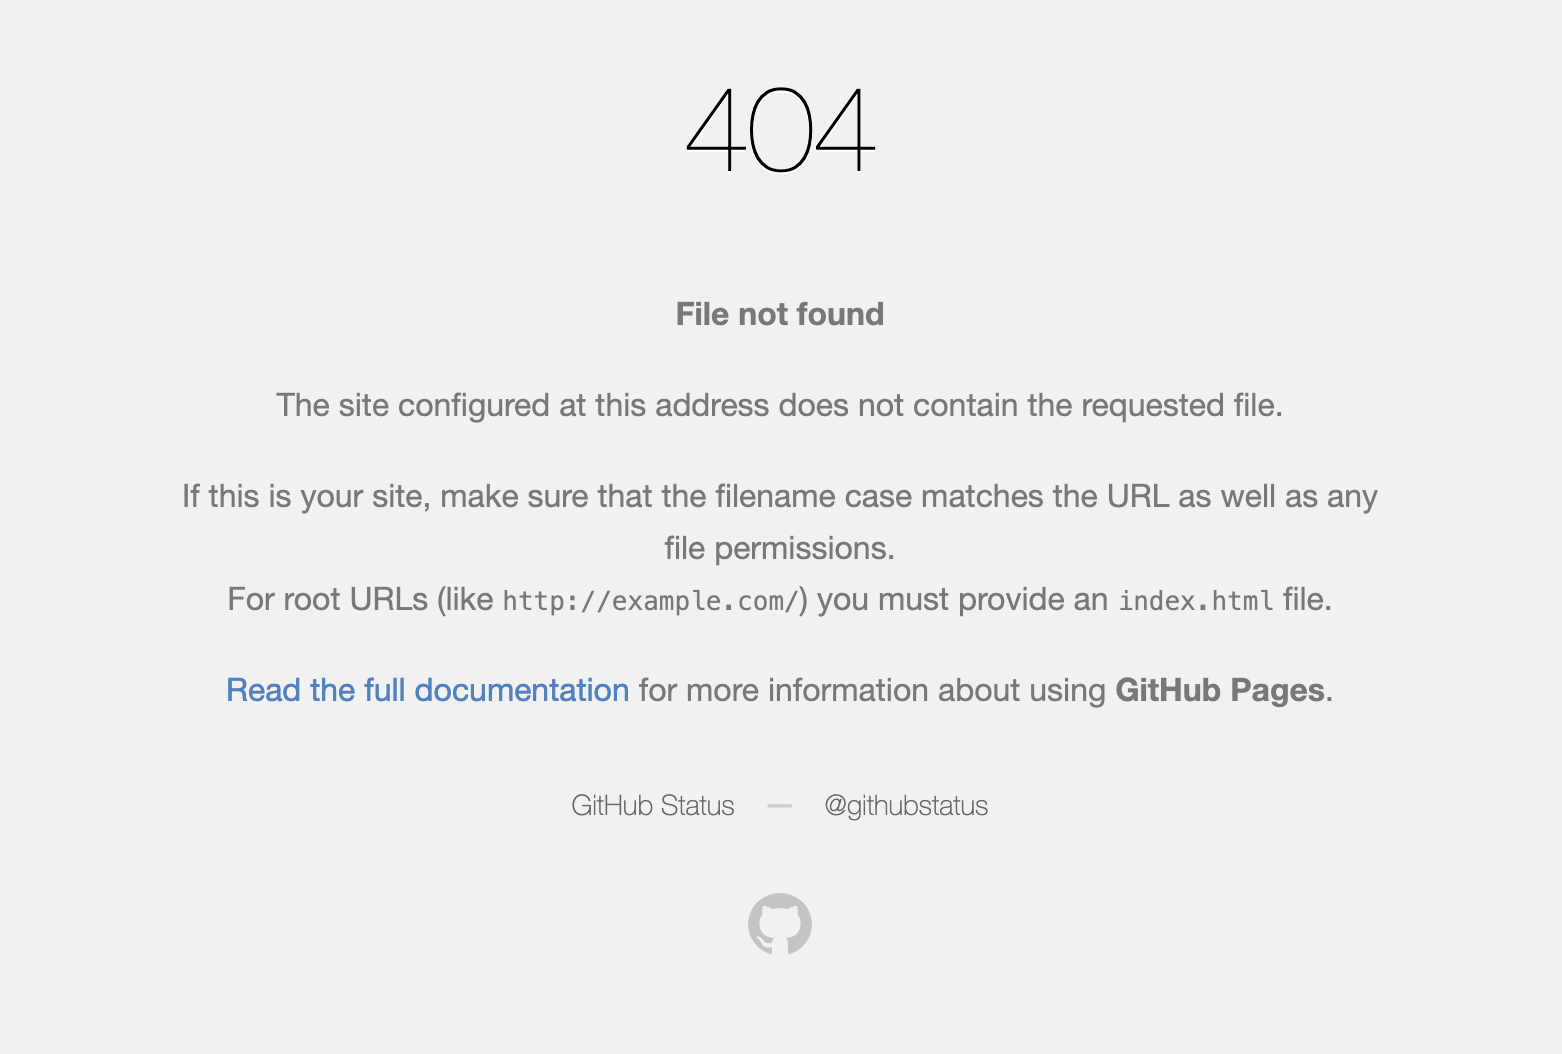 404
File not found
The site configured at this address does not contain the requested file.
If this is your site, make sure that the filename case matches the URL as well as any
file permissions.
For root URLs (like http://example.com/) you must provide an index.html file.
Read the full documentation for more information about using GitHub Pages.
GitHub Status — @githubstatus